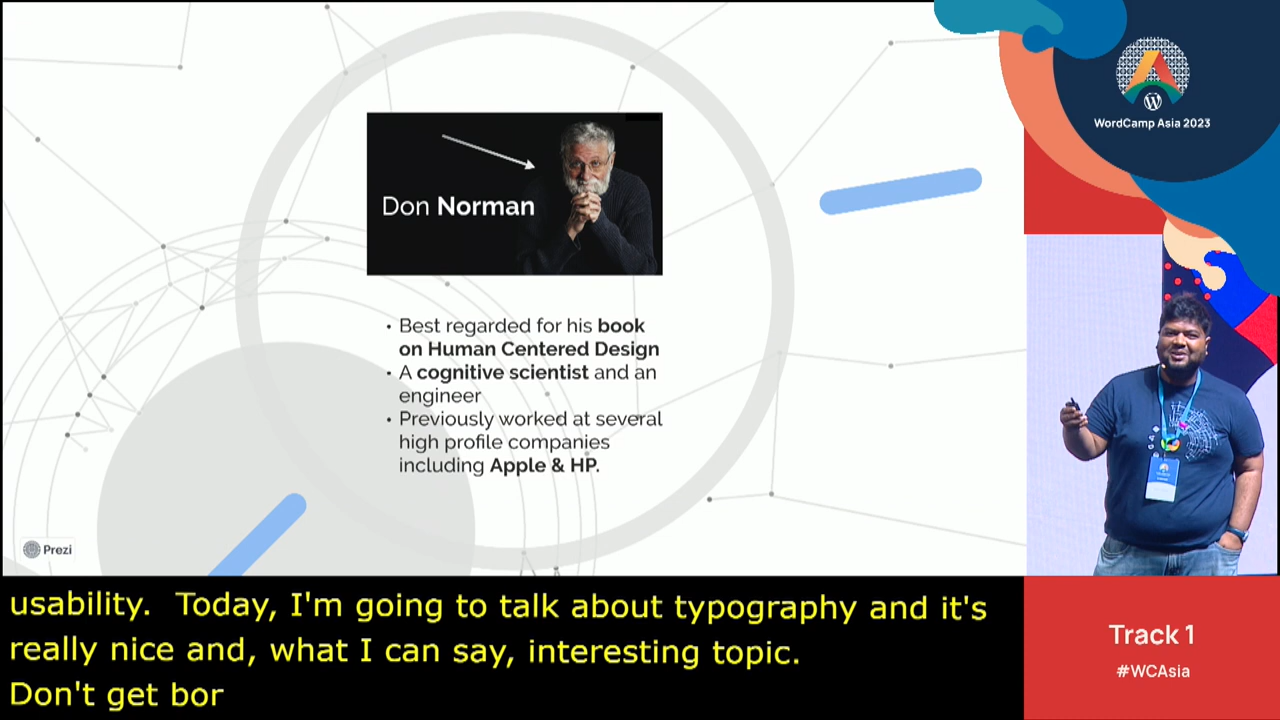 Don Norman
• Best regarded for his book
on Human Centered Design
• A cognitive scientist and an
engineer
• Previously worked at several
high profile companies
including Apple & HP.
Prezi
WordCamp Asia 2023
usability.  Today, I'm going to talk about typography and it's
really nice and, what I can say, interesting topic.
Don't get bor
Track 1
#WCAsia